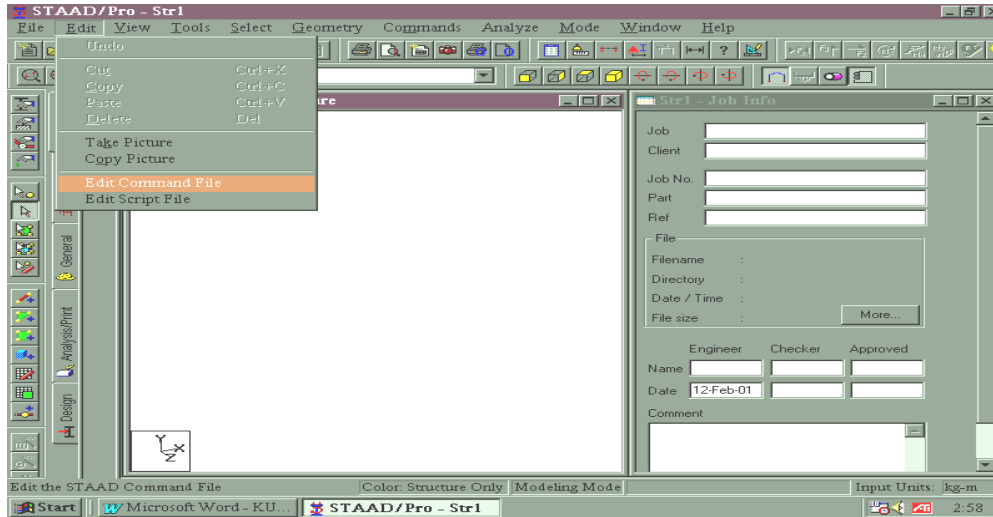 STAAD/Pro - Str1
File Edit View Tools Select Geometry Commands Analyze Mode Window Help
Undo
Cut Ctrl+X
Copy Ctrl+C
Paste Ctrl+V
Delete Del
Take Picture
Copy Picture
Edit Command File
Edit Script File
General
Analysis/Print
Design
Y
X
Z
Str1 - Job Info
Job
Client
Job No.
Part
Ref
File
Filename :
Directory :
Date / Time :
File size :
More...
Engineer Checker Approved
Name
Date 12-Feb-01
Comment
Edit the STAAD Command File Color: Structure Only Modeling Mode Input Units: kg-m
Start Microsoft Word - KU... STAAD/Pro - Str1 2:58